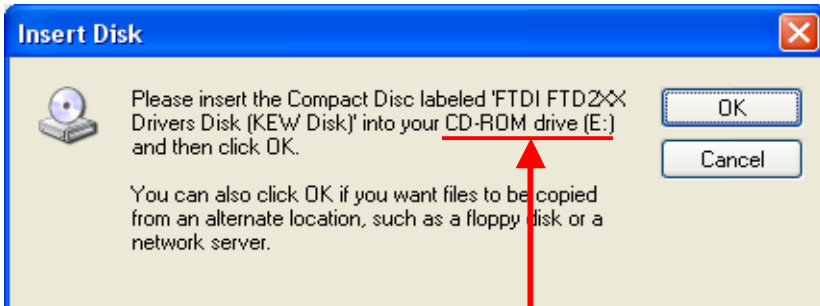 Insert Disk
Please insert the Compact Disc labeled 'FTDI FTD2XX
Drivers Disk (KEW Disk)' into your CD-ROM drive (E:)
and then click OK.
You can also click OK if you want files to be copied
from an alternate location, such as a floppy disk or a
network server.
OK
Cancel